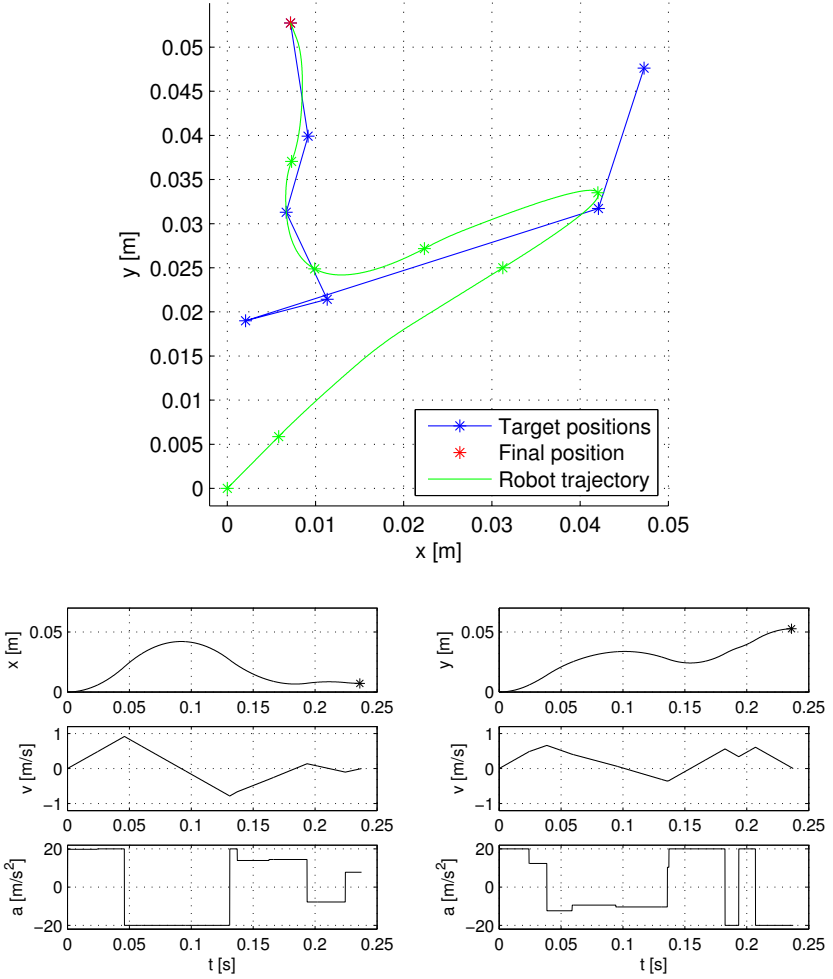 0.05
0.045
0.04
0.035
0.03
0.025
0.02
0.015
0.01
0.005
0
y [m]
0 0.01 0.02 0.03 0.04 0.05
x [m]
Target positions
Final position
Robot trajectory
x [m]
0.05
0
0 0.05 0.1 0.15 0.2 0.25
v [m/s]
1
0
−1
0 0.05 0.1 0.15 0.2 0.25
a [m/s²]
20
0
−20
0 0.05 0.1 0.15 0.2 0.25
t [s]
y [m]
0.05
0
0 0.05 0.1 0.15 0.2 0.25
v [m/s]
1
0
−1
0 0.05 0.1 0.15 0.2 0.25
a [m/s²]
20
0
−20
0 0.05 0.1 0.15 0.2 0.25
t [s]